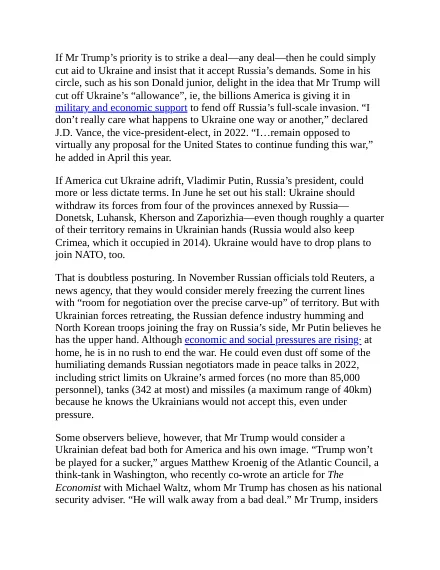 If Mr Trump’s priority is to strike a deal—any deal—then he could simply
cut aid to Ukraine and insist that it accept Russia’s demands. Some in his
circle, such as his son Donald junior, delight in the idea that Mr Trump will
cut off Ukraine’s “allowance”, ie, the billions America is giving it in
military and economic support to fend off Russia’s full-scale invasion. “I
don’t really care what happens to Ukraine one way or another,” declared
J.D. Vance, the vice-president-elect, in 2022. “I…remain opposed to
virtually any proposal for the United States to continue funding this war,”
he added in April this year.
If America cut Ukraine adrift, Vladimir Putin, Russia’s president, could
more or less dictate terms. In June he set out his stall: Ukraine should
withdraw its forces from four of the provinces annexed by Russia—
Donetsk, Luhansk, Kherson and Zaporizhia—even though roughly a quarter
of their territory remains in Ukrainian hands (Russia would also keep
Crimea, which it occupied in 2014). Ukraine would have to drop plans to
join NATO, too.
That is doubtless posturing. In November Russian officials told Reuters, a
news agency, that they would consider merely freezing the current lines
with “room for negotiation over the precise carve-up” of territory. But with
Ukrainian forces retreating, the Russian defence industry humming and
North Korean troops joining the fray on Russia’s side, Mr Putin believes he
has the upper hand. Although economic and social pressures are rising at
home, he is in no rush to end the war. He could even dust off some of the
humiliating demands Russian negotiators made in peace talks in 2022,
including strict limits on Ukraine’s armed forces (no more than 85,000
personnel), tanks (342 at most) and missiles (a maximum range of 40km)
because he knows the Ukrainians would not accept this, even under
pressure.
Some observers believe, however, that Mr Trump would consider a
Ukrainian defeat bad both for America and his own image. “Trump won’t
be played for a sucker,” argues Matthew Kroenig of the Atlantic Council, a
think-tank in Washington, who recently co-wrote an article for The
Economist with Michael Waltz, whom Mr Trump has chosen as his national
security adviser. “He will walk away from a bad deal.” Mr Trump, insiders